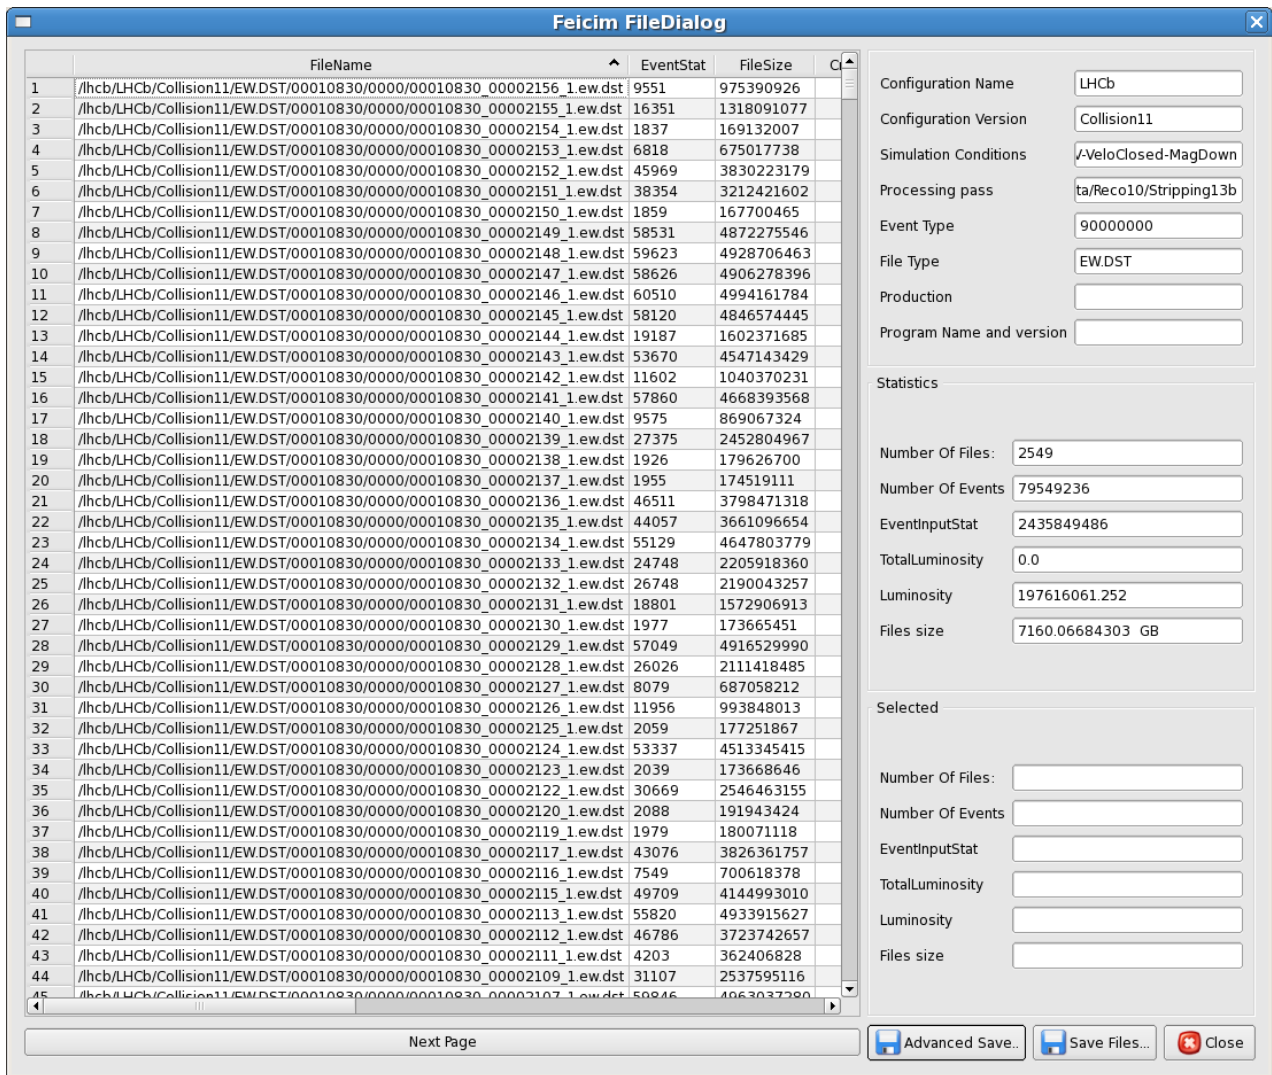 Feicim FileDialog
FileName EventStat FileSize
1 /lhcb/LHCb/Collision11/EW.DST/00010830/0000/00010830_00002156_1.ew.dst 9551 975390926
2 /lhcb/LHCb/Collision11/EW.DST/00010830/0000/00010830_00002155_1.ew.dst 16351 1318091077
3 /lhcb/LHCb/Collision11/EW.DST/00010830/0000/00010830_00002154_1.ew.dst 1837 169132007
4 /lhcb/LHCb/Collision11/EW.DST/00010830/0000/00010830_00002153_1.ew.dst 6818 675017738
5 /lhcb/LHCb/Collision11/EW.DST/00010830/0000/00010830_00002152_1.ew.dst 45969 3830223179
6 /lhcb/LHCb/Collision11/EW.DST/00010830/0000/00010830_00002151_1.ew.dst 38354 3212421602
7 /lhcb/LHCb/Collision11/EW.DST/00010830/0000/00010830_00002150_1.ew.dst 1859 167700465
8 /lhcb/LHCb/Collision11/EW.DST/00010830/0000/00010830_00002149_1.ew.dst 58531 4872275546
9 /lhcb/LHCb/Collision11/EW.DST/00010830/0000/00010830_00002148_1.ew.dst 59623 4928706463
10 /lhcb/LHCb/Collision11/EW.DST/00010830/0000/00010830_00002147_1.ew.dst 58626 4906278396
11 /lhcb/LHCb/Collision11/EW.DST/00010830/0000/00010830_00002146_1.ew.dst 60510 4994161784
12 /lhcb/LHCb/Collision11/EW.DST/00010830/0000/00010830_00002145_1.ew.dst 58120 4846574445
13 /lhcb/LHCb/Collision11/EW.DST/00010830/0000/00010830_00002144_1.ew.dst 19187 1602371685
14 /lhcb/LHCb/Collision11/EW.DST/00010830/0000/00010830_00002143_1.ew.dst 53670 4547143429
15 /lhcb/LHCb/Collision11/EW.DST/00010830/0000/00010830_00002142_1.ew.dst 11602 1040370231
16 /lhcb/LHCb/Collision11/EW.DST/00010830/0000/00010830_00002141_1.ew.dst 57860 4668393568
17 /lhcb/LHCb/Collision11/EW.DST/00010830/0000/00010830_00002140_1.ew.dst 9575 869067324
18 /lhcb/LHCb/Collision11/EW.DST/00010830/0000/00010830_00002139_1.ew.dst 27375 2452804967
19 /lhcb/LHCb/Collision11/EW.DST/00010830/0000/00010830_00002138_1.ew.dst 1926 179626700
20 /lhcb/LHCb/Collision11/EW.DST/00010830/0000/00010830_00002137_1.ew.dst 1955 174519111
21 /lhcb/LHCb/Collision11/EW.DST/00010830/0000/00010830_00002136_1.ew.dst 46511 3798471318
22 /lhcb/LHCb/Collision11/EW.DST/00010830/0000/00010830_00002135_1.ew.dst 44057 3661096654
23 /lhcb/LHCb/Collision11/EW.DST/00010830/0000/00010830_00002134_1.ew.dst 55129 4647803779
24 /lhcb/LHCb/Collision11/EW.DST/00010830/0000/00010830_00002133_1.ew.dst 24748 2205918360
25 /lhcb/LHCb/Collision11/EW.DST/00010830/0000/00010830_00002132_1.ew.dst 26748 2190043257
26 /lhcb/LHCb/Collision11/EW.DST/00010830/0000/00010830_00002131_1.ew.dst 18801 1572906913
27 /lhcb/LHCb/Collision11/EW.DST/00010830/0000/00010830_00002130_1.ew.dst 1977 173665451
28 /lhcb/LHCb/Collision11/EW.DST/00010830/0000/00010830_00002129_1.ew.dst 57049 4916529990
29 /lhcb/LHCb/Collision11/EW.DST/00010830/0000/00010830_00002128_1.ew.dst 26026 2111418485
30 /lhcb/LHCb/Collision11/EW.DST/00010830/0000/00010830_00002127_1.ew.dst 8079 687058212
31 /lhcb/LHCb/Collision11/EW.DST/00010830/0000/00010830_00002126_1.ew.dst 11956 993848013
32 /lhcb/LHCb/Collision11/EW.DST/00010830/0000/00010830_00002125_1.ew.dst 2059 177251867
33 /lhcb/LHCb/Collision11/EW.DST/00010830/0000/00010830_00002124_1.ew.dst 53337 4513345415
34 /lhcb/LHCb/Collision11/EW.DST/00010830/0000/00010830_00002123_1.ew.dst 2039 173668646
35 /lhcb/LHCb/Collision11/EW.DST/00010830/0000/00010830_00002122_1.ew.dst 30669 2546463155
36 /lhcb/LHCb/Collision11/EW.DST/00010830/0000/00010830_00002120_1.ew.dst 2088 191943424
37 /lhcb/LHCb/Collision11/EW.DST/00010830/0000/00010830_00002119_1.ew.dst 1979 180071118
38 /lhcb/LHCb/Collision11/EW.DST/00010830/0000/00010830_00002117_1.ew.dst 43076 3826361757
39 /lhcb/LHCb/Collision11/EW.DST/00010830/0000/00010830_00002116_1.ew.dst 7549 700618378
40 /lhcb/LHCb/Collision11/EW.DST/00010830/0000/00010830_00002115_1.ew.dst 49709 4144993010
41 /lhcb/LHCb/Collision11/EW.DST/00010830/0000/00010830_00002113_1.ew.dst 55820 4933915627
42 /lhcb/LHCb/Collision11/EW.DST/00010830/0000/00010830_00002112_1.ew.dst 46786 3723742657
43 /lhcb/LHCb/Collision11/EW.DST/00010830/0000/00010830_00002111_1.ew.dst 4203 362406828
44 /lhcb/LHCb/Collision11/EW.DST/00010830/0000/00010830_00002109_1.ew.dst 31107 2537595116
45 /lhcb/LHCb/Collision11/EW.DST/00010830/0000/00010830_00002107_1.ew.dst 59846 4963037280
Next Page
Configuration Name LHCb
Configuration Version Collision11
Simulation Conditions /-VeloClosed-MagDown
Processing pass ta/Reco10/Stripping13b
Event Type 90000000
File Type EW.DST
Production
Program Name and version
Statistics
Number Of Files: 2549
Number Of Events 79549236
EventInputStat 2435849486
TotalLuminosity 0.0
Luminosity 197616061.252
Files size 7160.06684303 GB
Selected
Number Of Files:
Number Of Events
EventInputStat
TotalLuminosity
Luminosity
Files size
Advanced Save.. Save Files... Close